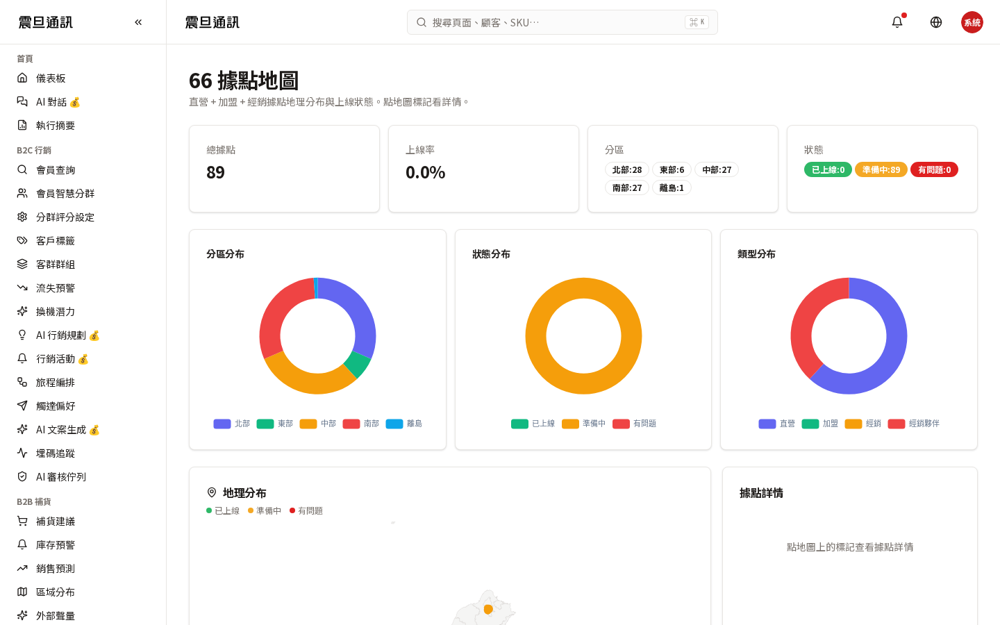 震旦通訊
震旦通訊
搜尋頁面、顧客、SKU…
⌘ K
系統
首頁
儀表板
AI 對話 💰
執行摘要
B2C 行銷
會員查詢
會員智慧分群
分群評分設定
客戶標籤
客群群組
流失預警
換機潛力
AI 行銷規劃 💰
行銷活動 💰
旅程編排
觸達偏好
AI 文案生成 💰
埋碼追蹤
AI 審核佇列
B2B 補貨
補貨建議
庫存預警
銷售預測
區域分布
外部聲量
66 據點地圖
直營 + 加盟 + 經銷據點地理分布與上線狀態。點地圖標記看詳情。
總據點
89
上線率
0.0%
分區
北部:28
東部:6
中部:27
南部:27
離島:1
狀態
已上線:0
準備中:89
有問題:0
分區分布
北部
東部
中部
南部
離島
狀態分布
已上線
準備中
有問題
類型分布
直營
加盟
經銷
經銷夥伴
地理分布
已上線
準備中
有問題
據點詳情
點地圖上的標記查看據點詳情